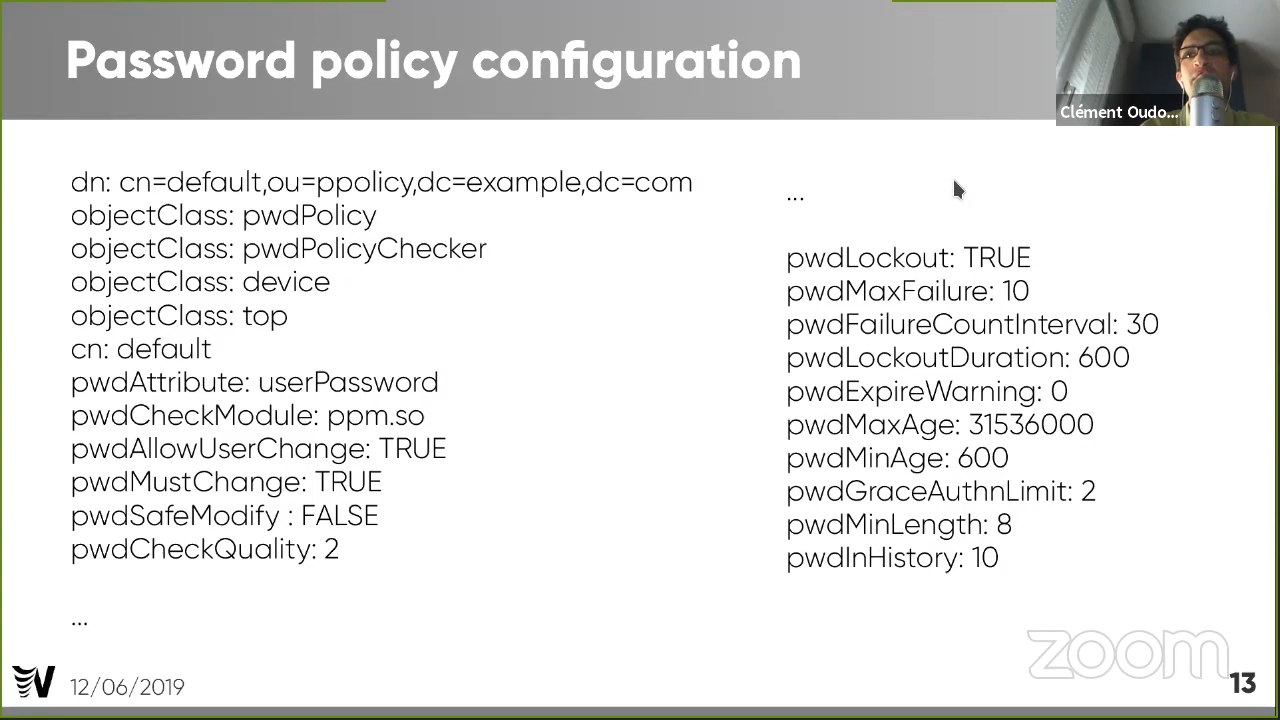 Password policy configuration
Clément Oudo...
dn: cn=default,ou=ppolicy,dc=example,dc=com
objectClass: pwdPolicy
objectClass: pwdPolicyChecker
objectClass: device
objectClass: top
cn: default
pwdAttribute: userPassword
pwdCheckModule: ppm.so
pwdAllowUserChange: TRUE
pwdMustChange: TRUE
pwdSafeModify : FALSE
pwdCheckQuality: 2
...
...
pwdLockout: TRUE
pwdMaxFailure: 10
pwdFailureCountInterval: 30
pwdLockoutDuration: 600
pwdExpireWarning: 0
pwdMaxAge: 31536000
pwdMinAge: 600
pwdGraceAuthnLimit: 2
pwdMinLength: 8
pwdInHistory: 10
zoom
W 12/06/2019
13